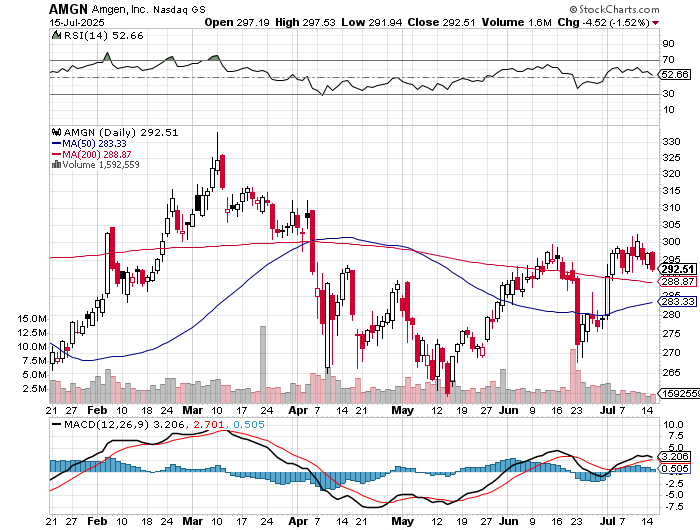 AMGN Amgen, Inc. Nasdaq GS © StockCharts.com
15-Jul-2025 Open 297.19 High 297.53 Low 291.94 Close 292.51 Volume 1.6M Chg -4.52 (-1.52%)
RSI(14) 52.66
90
70
52.66
50
30
10
AMGN (Daily) 292.51
MA(50) 283.33
MA(200) 288.87
Volume 1,592,559
330
325
320
315
310
305
300
295
292.51
288.87
283.33
280
275
270
265
1592559
15.0M
12.5M
10.0M
7.5M
5.0M
2.5M
21 27 Feb 10 18 24 Mar 10 17 24 Apr 7 14 21 May 12 19 27 Jun 9 16 23 Jul 7 14
MACD(12,26,9) 3.206, 2.701, 0.505
10.0
7.5
5.0
3.206
0.505
-2.5
-5.0
-7.5
21 27 Feb 10 18 24 Mar 10 17 24 Apr 7 14 21 May 12 19 27 Jun 9 16 23 Jul 7 14